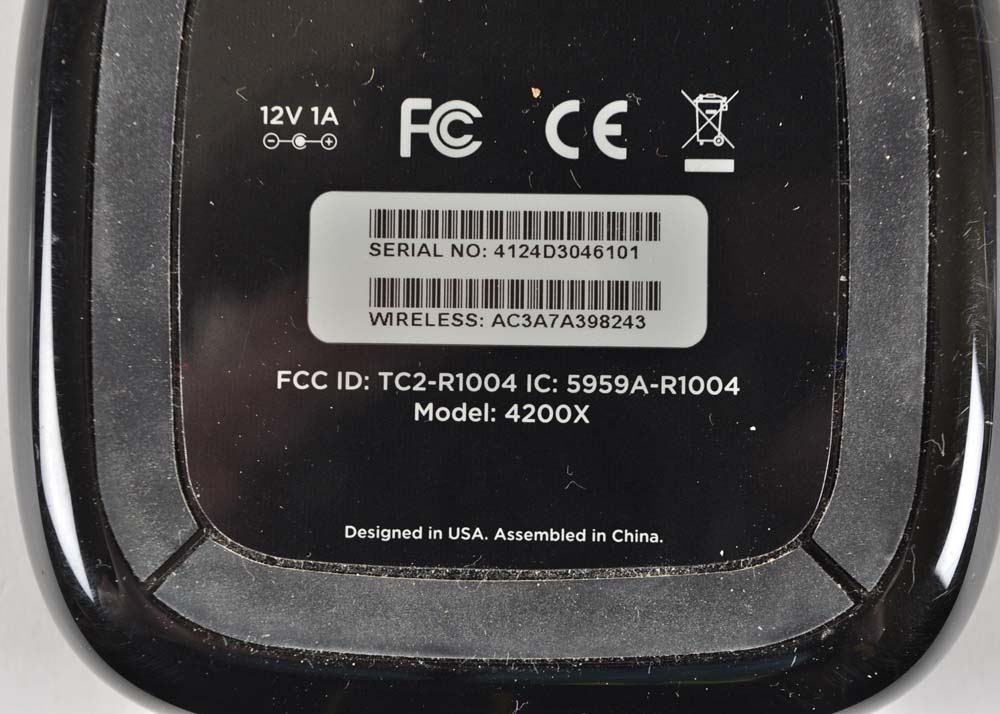 12V 1A
FC CE
SERIAL NO: 4124D3046101
WIRELESS: AC3A7A398243
FCC ID: TC2-R1004 IC: 5959A-R1004
Model: 4200X
Designed in USA. Assembled in China.